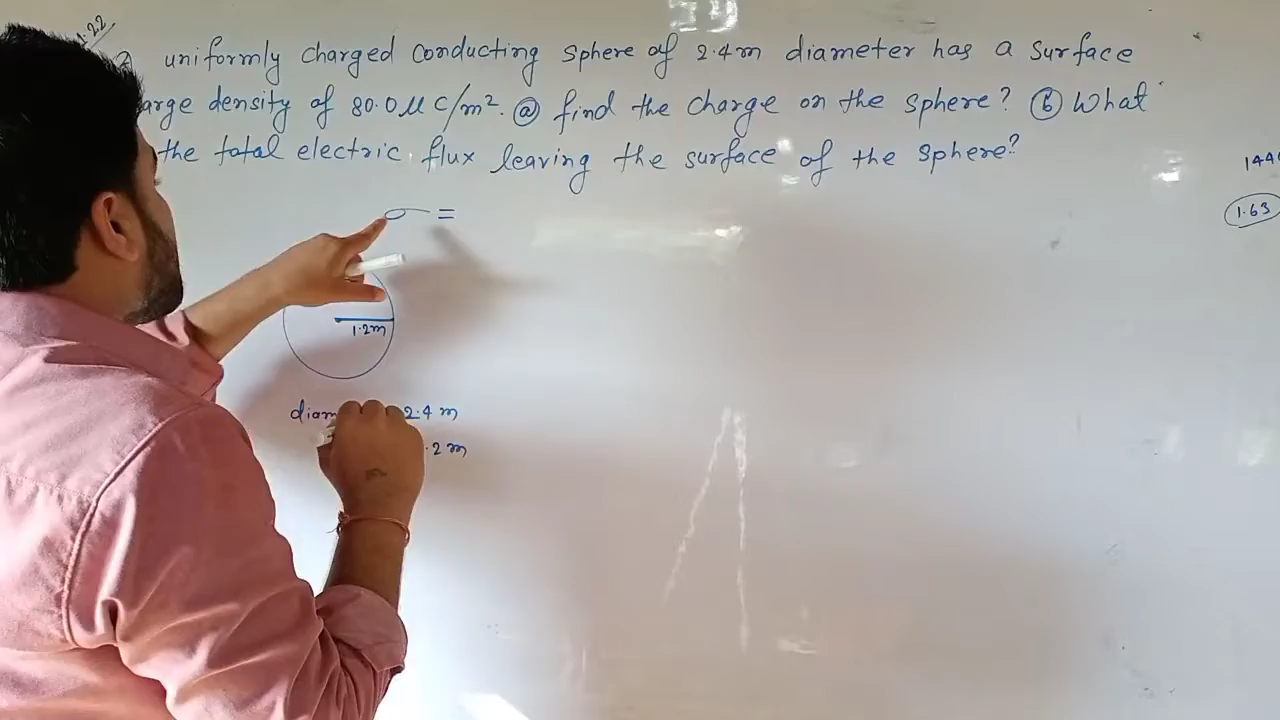 1.22
uniformly charged conducting sphere of 2.4m diameter has a surface
arge density of 80.0 μ C/m². ⓐ find the charge on the sphere? ⓑ What
the total electric flux leaving the surface of the sphere?
144
1.63
σ =
1.2m
diam 2.4 m
.2 m